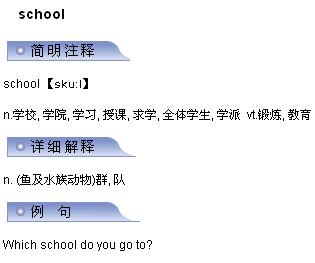 school
简明注释
school【sku:l】
n.学校, 学院, 学习, 授课, 求学, 全体学生, 学派 vt.锻炼, 教育
详细解释
n. (鱼及水族动物)群, 队
例 句
Which school do you go to?